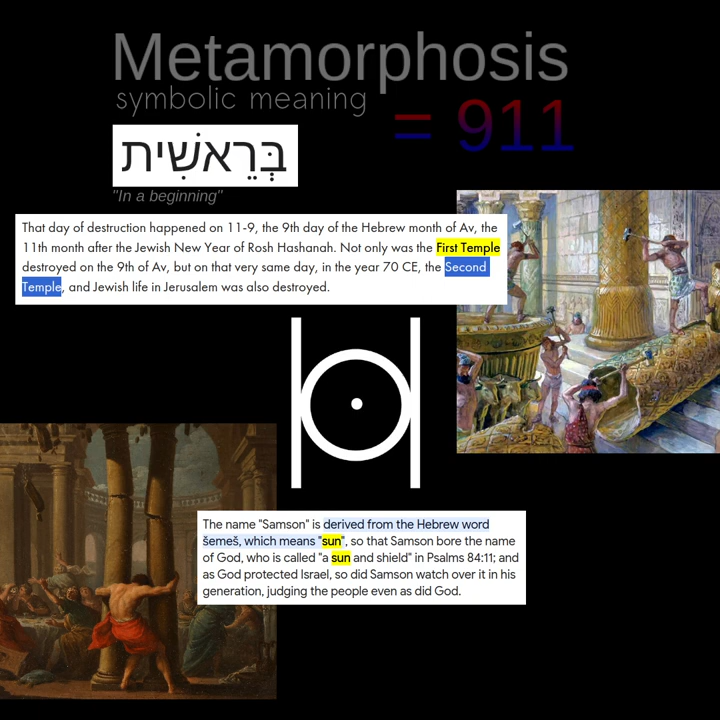 Metamorphosis
symbolic meaning
= 911
בְּרֵאשִׁית
"In a beginning"
That day of destruction happened on 11-9, the 9th day of the Hebrew month of Av, the
11th month after the Jewish New Year of Rosh Hashanah. Not only was the First Temple
destroyed on the 9th of Av, but on that very same day, in the year 70 CE, the Second
Temple, and Jewish life in Jerusalem was also destroyed.
The name "Samson" is derived from the Hebrew word
šemeš, which means "sun", so that Samson bore the name
of God, who is called "a sun and shield" in Psalms 84:11; and
as God protected Israel, so did Samson watch over it in his
generation, judging the people even as did God.